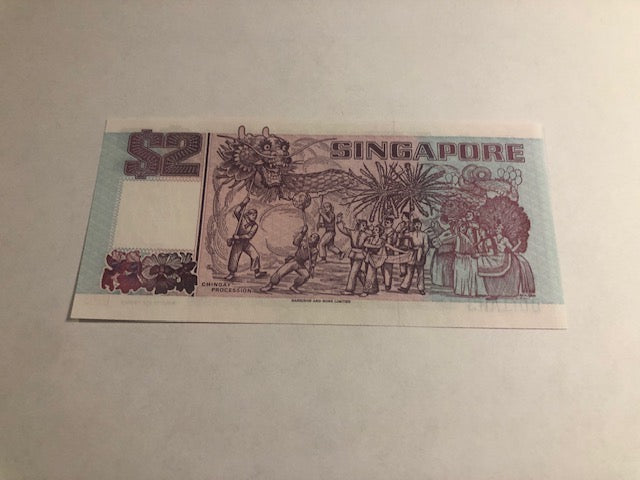 $2
SINGAPORE
CHINGAY
PROCESSION
HARRISON AND SONS LIMITED